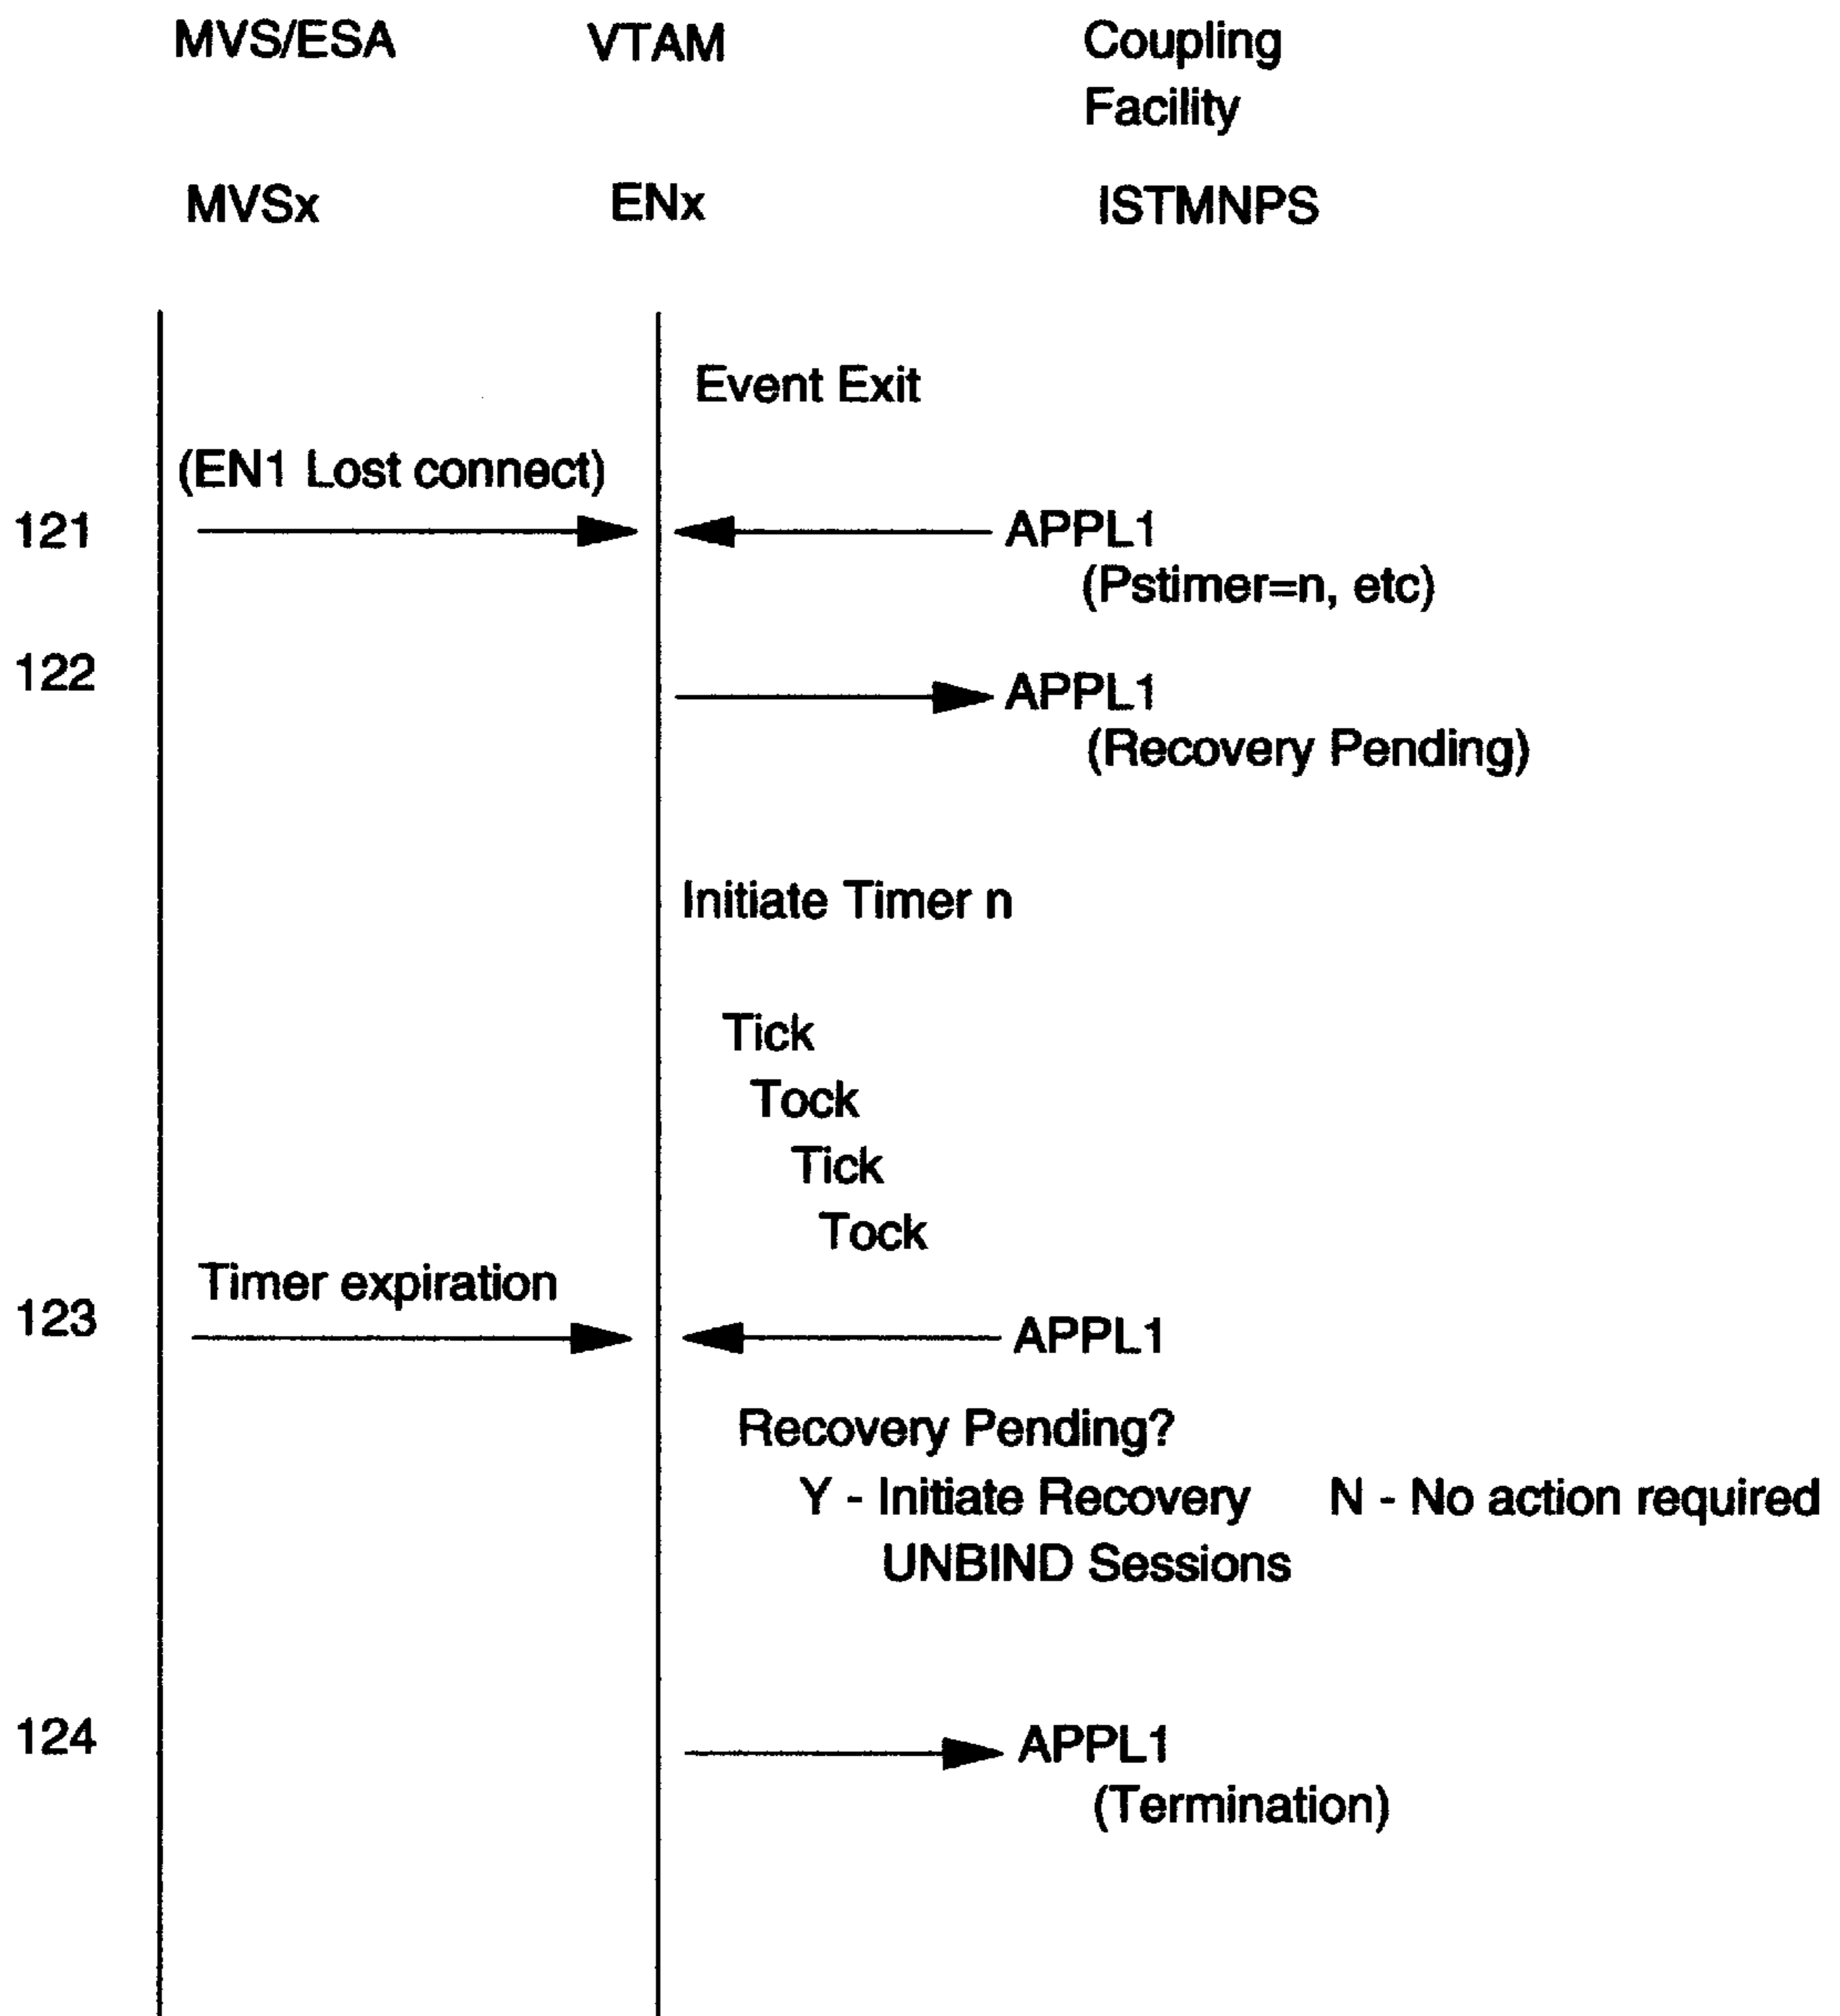 MVS/ESA VTAM Coupling
Facility
MVSx ENx ISTMNPS
Event Exit
(EN1 Lost connect)
121 APPL1
(Pstimer=n, etc)
122 APPL1
(Recovery Pending)
Initiate Timer n
Tick
Tock
Tick
Tock
Timer expiration
123 APPL1
Recovery Pending?
Y - Initiate Recovery N - No action required
UNBIND Sessions
124 APPL1
(Termination)